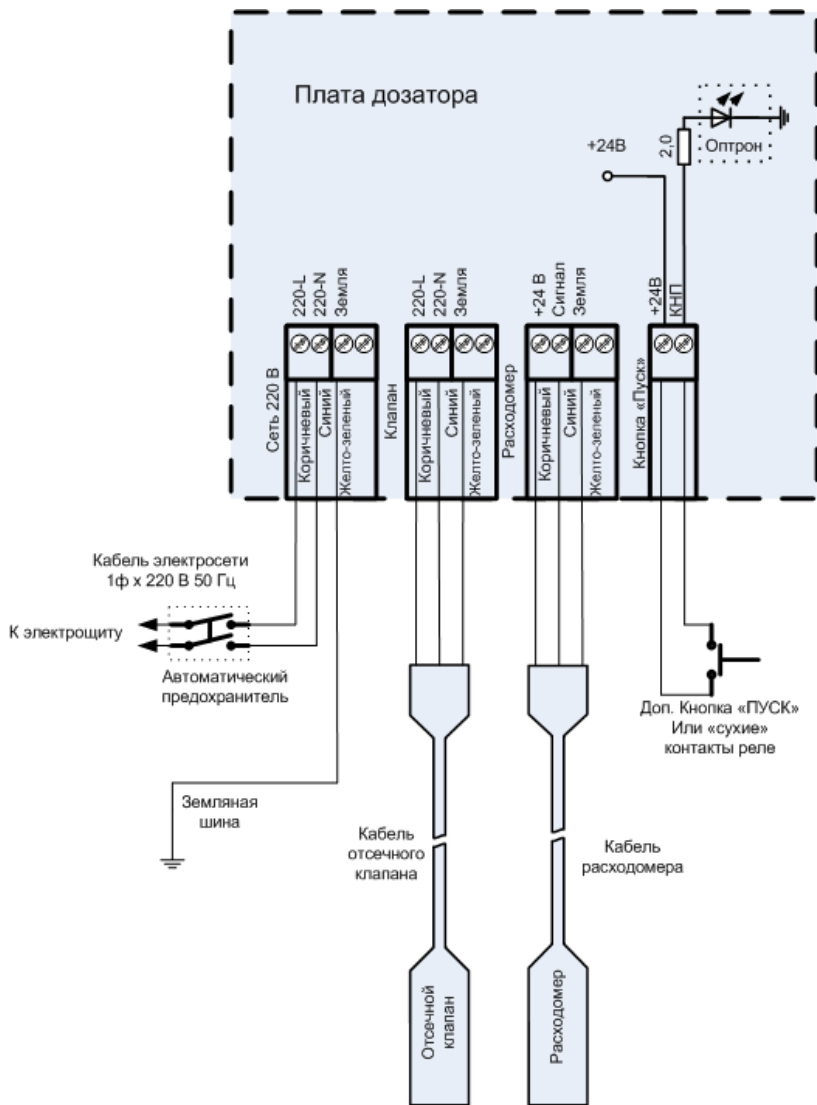 Плата дозатора
Оптрон
2,0
+24В
220-L
220-N
Земля
220-L
220-N
Земля
+24 В
Сигнал
Земля
+24В
КНП
Сеть 220 В
Коричневый
Синий
Желто-зеленый
Клапан
Коричневый
Синий
Желто-зеленый
Расходомер
Коричневый
Синий
Желто-зеленый
Кнопка «Пуск»
Кабель электросети
1ф х 220 В 50 Гц
К электрощиту
Автоматический
предохранитель
Доп. Кнопка «ПУСК»
Или «сухие»
контакты реле
Земляная
шина
Кабель
отсечного
клапана
Кабель
расходомера
Отсечной
клапан
Расходомер